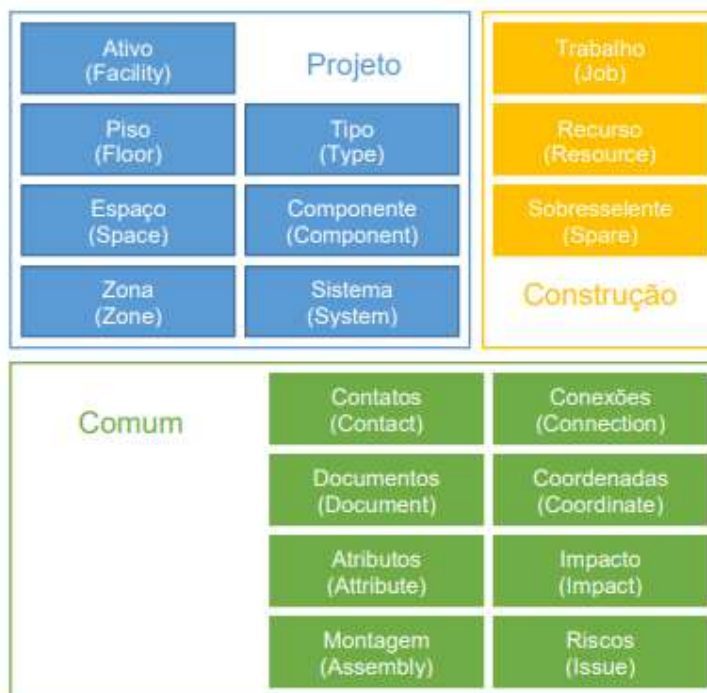 Ativo
(Facility)
Projeto
Piso
(Floor)
Tipo
(Type)
Espaço
(Space)
Componente
(Component)
Zona
(Zone)
Sistema
(System)
Trabalho
(Job)
Recurso
(Resource)
Sobresselente
(Spare)
Construção
Comum
Contatos
(Contact)
Conexões
(Connection)
Documentos
(Document)
Coordenadas
(Coordinate)
Atributos
(Attribute)
Impacto
(Impact)
Montagem
(Assembly)
Riscos
(Issue)